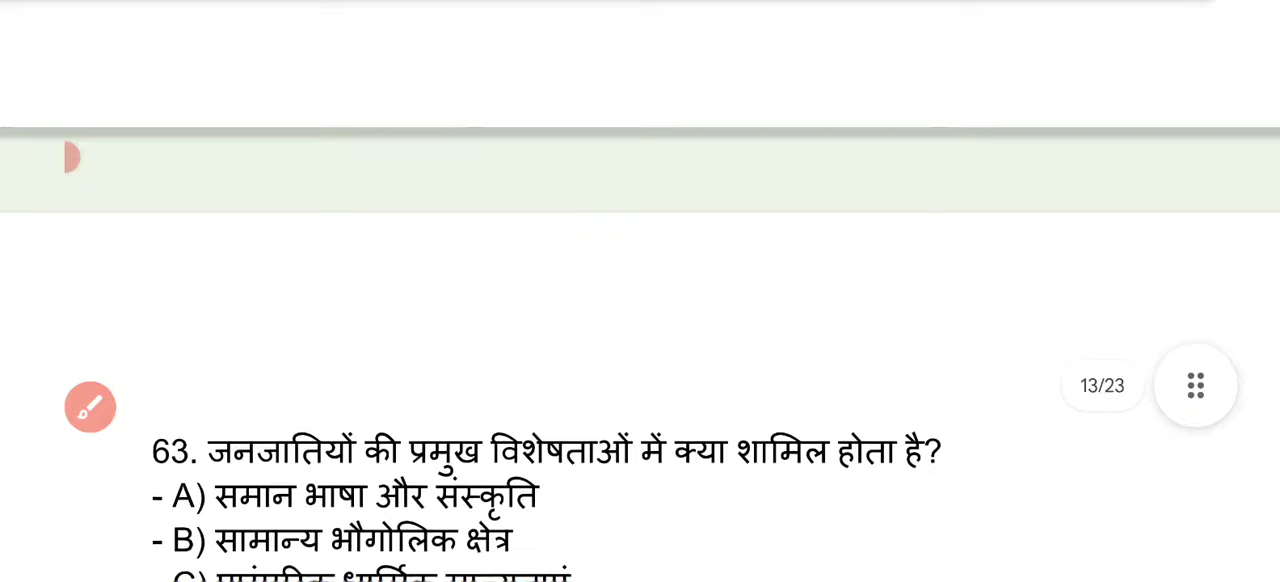 13/23
63. जनजातियों की प्रमुख विशेषताओं में क्या शामिल होता है?
- A) समान भाषा और संस्कृति
- B) सामान्य भौगोलिक क्षेत्र